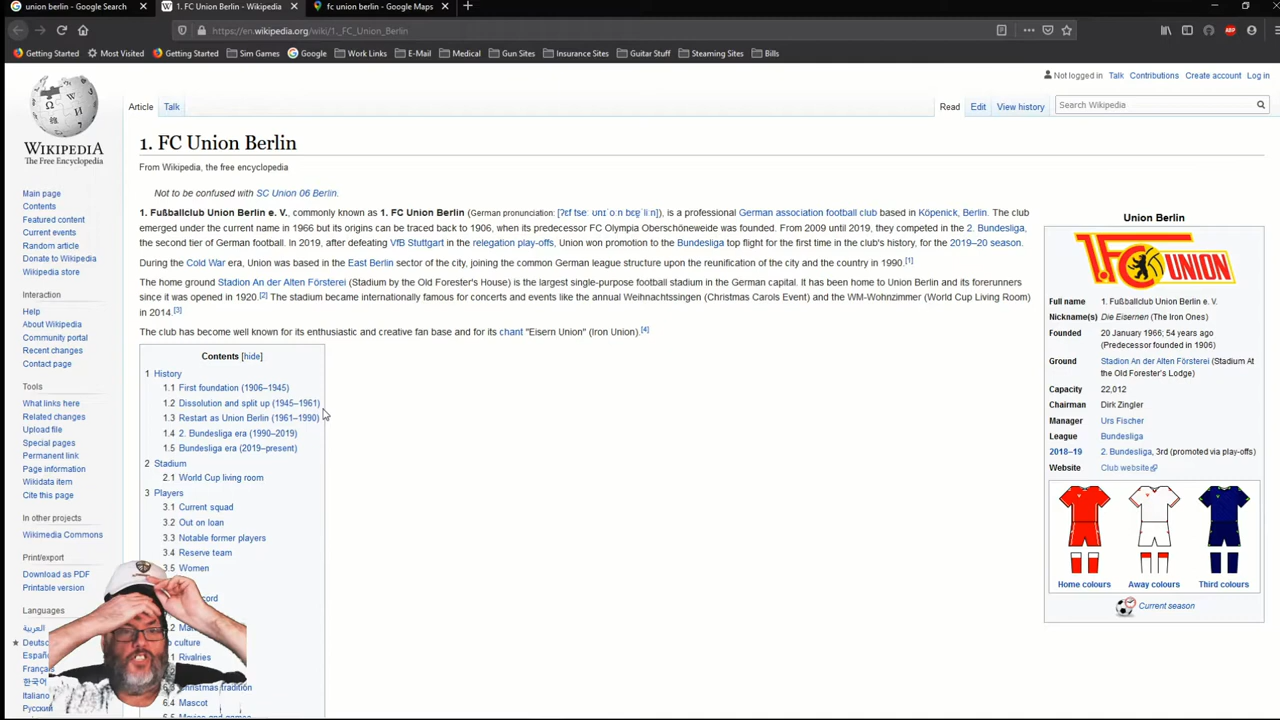 union berlin - Google Search
1. FC Union Berlin - Wikipedia
fc union berlin - Google Maps
https://en.wikipedia.org/wiki/1._FC_Union_Berlin
Getting Started
Most Visited
Getting Started
Sim Games
Google
Work Links
E-Mail
Medical
Gun Sites
Insurance Sites
Guitar Stuff
Steaming Sites
Bills
Not logged in Talk Contributions Create account Log in
Article Talk
Read Edit View history
Search Wikipedia
WIKIPEDIA
The Free Encyclopedia
Main page
Contents
Featured content
Current events
Random article
Donate to Wikipedia
Wikipedia store
Interaction
Help
About Wikipedia
Community portal
Recent changes
Contact page
Tools
What links here
Related changes
Upload file
Special pages
Permanent link
Page information
Wikidata item
Cite this page
In other projects
Wikimedia Commons
Print/export
Download as PDF
Printable version
Languages
العربية
Deutsc
Españ
França
한국어
Italiano
Русский
1. FC Union Berlin
From Wikipedia, the free encyclopedia
Not to be confused with SC Union 06 Berlin.
1. Fußballclub Union Berlin e. V., commonly known as 1. FC Union Berlin (German pronunciation: ), is a professional German association football club based in Köpenick, Berlin. The club
emerged under the current name in 1966 but its origins can be traced back to 1906, when its predecessor FC Olympia Oberschöneweide was founded. From 2009 until 2019, they competed in the 2. Bundesliga,
the second tier of German football. In 2019, after defeating VfB Stuttgart in the relegation play-offs, Union won promotion to the Bundesliga top flight for the first time in the club's history, for the 2019–20 season.
During the Cold War era, Union was based in the East Berlin section of the city, joining the common German league structure upon the reunification of the city and the country in 1990.[1]
The home ground Stadion An der Alten Försterei (Stadium by the Old Forester's House) is the largest single-purpose football stadium in the German capital. It has been home to Union Berlin and its forerunners
since it was opened in 1920.[2] The stadium became internationally famous for concerts and events like the annual Weihnachtssingen (Christmas Carols Event) and the WM-Wohnzimmer (World Cup Living Room)
in 2014.[3]
The club has become well known for its enthusiastic and creative fan base and for its chant "Eisern Union" (Iron Union).[4]
Contents [hide]
1 History
1.1 First foundation (1906–1945)
1.2 Dissolution and split up (1945–1961)
1.3 Restart as Union Berlin (1961–1990)
1.4 2. Bundesliga era (1990–2019)
1.5 Bundesliga era (2019–present)
2 Stadium
2.1 World Cup living room
3 Players
3.1 Current squad
3.2 Out on loan
3.3 Notable former players
3.4 Reserve team
3.5 Women
culture
Rivalries
Christmas tradition
6.4 Mascot
Union Berlin
1.FC UNION
Full name 1. Fußballclub Union Berlin e. V.
Nickname(s) Die Eisernen (The Iron Ones)
Founded 20 January 1966; 54 years ago
(Predecessor founded in 1906)
Ground Stadion An der Alten Försterei (Stadium At
the Old Forester's Lodge)
Capacity 22,012
Chairman Dirk Zingler
Manager Urs Fischer
League Bundesliga
2018–19 2. Bundesliga, 3rd (promoted via play-offs)
Website Club website
Home colours Away colours Third colours
Current season